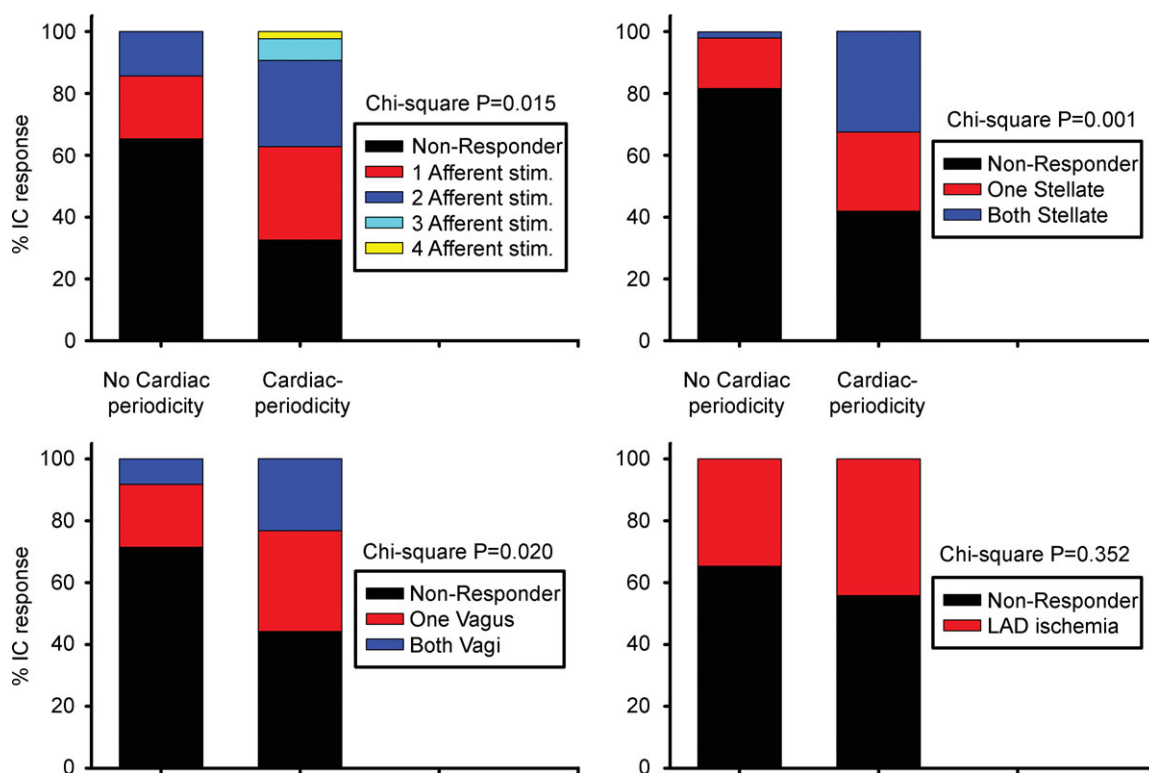 % IC response
100
80
60
40
20
0
Chi-square P=0.015
Non-Responder
1 Afferent stim.
2 Afferent stim.
3 Afferent stim.
4 Afferent stim.
No Cardiac
periodicity
Cardiac-
periodicity
100
80
60
40
20
0
Chi-square P=0.001
Non-Responder
One Stellate
Both Stellate
No Cardiac
periodicity
Cardiac-
periodicity
% IC response
100
80
60
40
20
0
Chi-square P=0.020
Non-Responder
One Vagus
Both Vagi
100
80
60
40
20
0
Chi-square P=0.352
Non-Responder
LAD ischemia